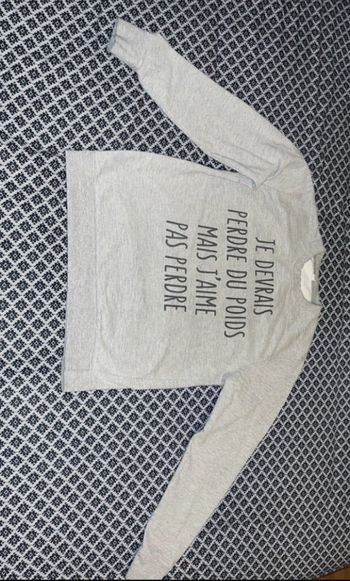 JE DEVRAIS
PERDRE DU POIDS
MAIS J'AIME
PAS PERDRE